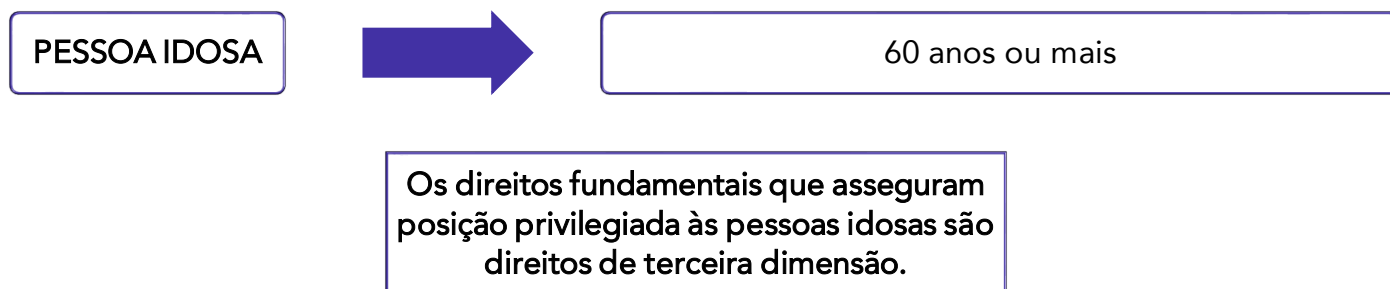 PESSOA IDOSA
60 anos ou mais
Os direitos fundamentais que asseguram
posição privilegiada às pessoas idosas são
direitos de terceira dimensão.